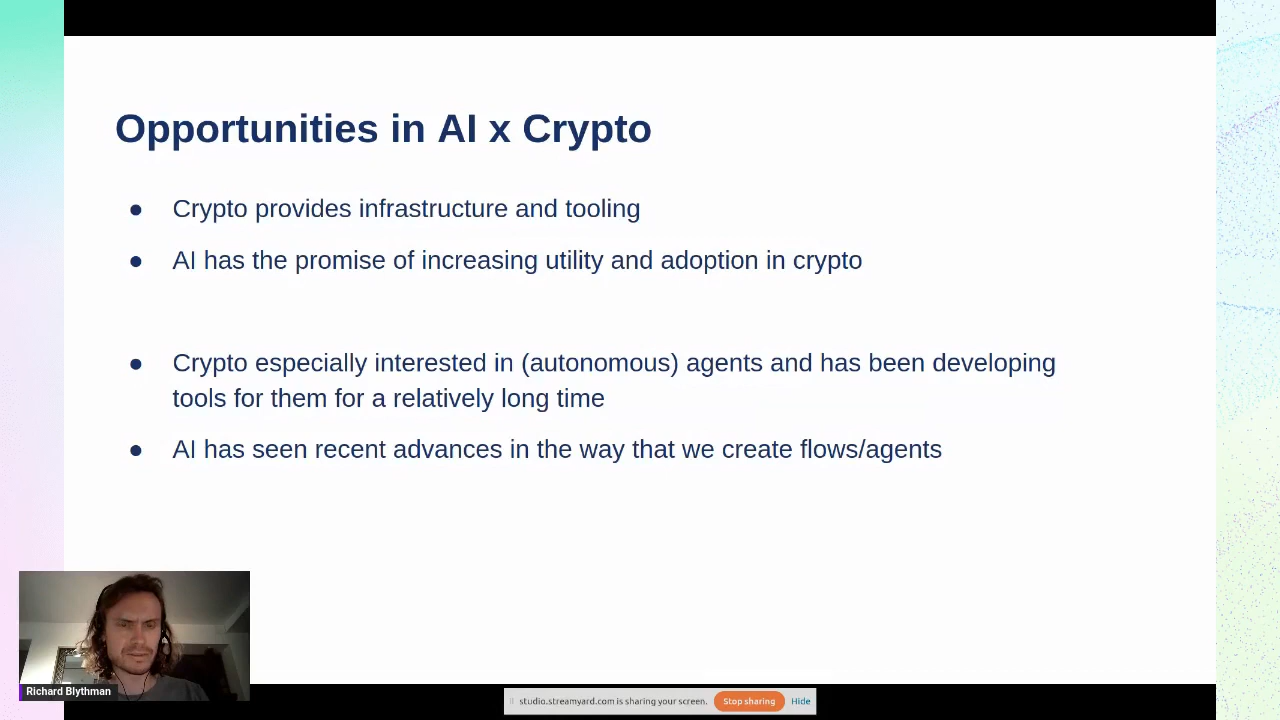 Opportunities in AI x Crypto
● Crypto provides infrastructure and tooling
● AI has the promise of increasing utility and adoption in crypto
● Crypto especially interested in (autonomous) agents and has been developing
tools for them for a relatively long time
● AI has seen recent advances in the way that we create flows/agents
Richard Blythman
studio.streamyard.com is sharing your screen. Stop sharing Hide